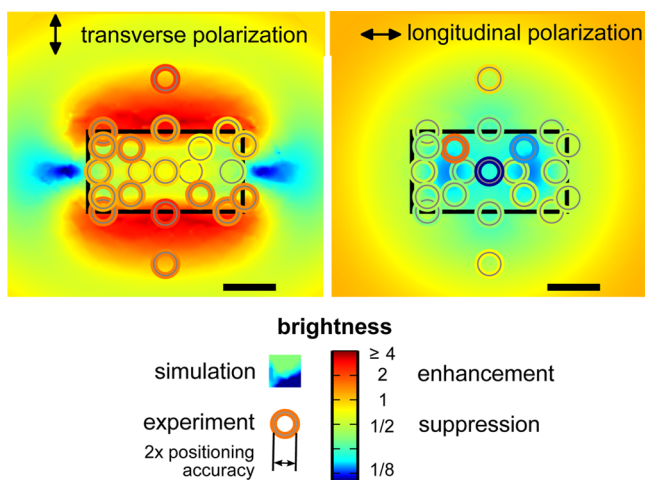 transverse polarization
longitudinal polarization
brightness
simulation
≥ 4
2
enhancement
1
experiment
1/2
suppression
2x positioning
accuracy
1/8